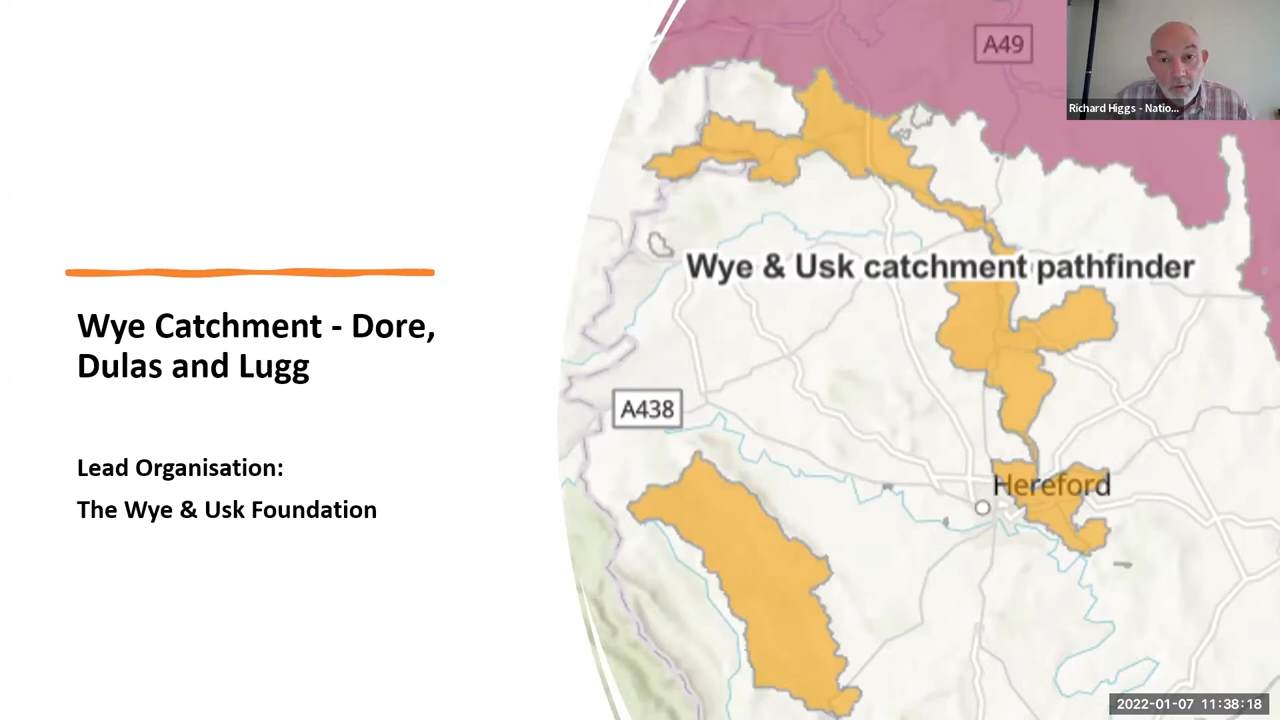 A49
Richard Higgs - Natio...
Wye & Usk catchment pathfinder
Wye Catchment - Dore,
Dulas and Lugg
A438
Lead Organisation:
The Wye & Usk Foundation
Hereford
2022-01-07 11:38:18